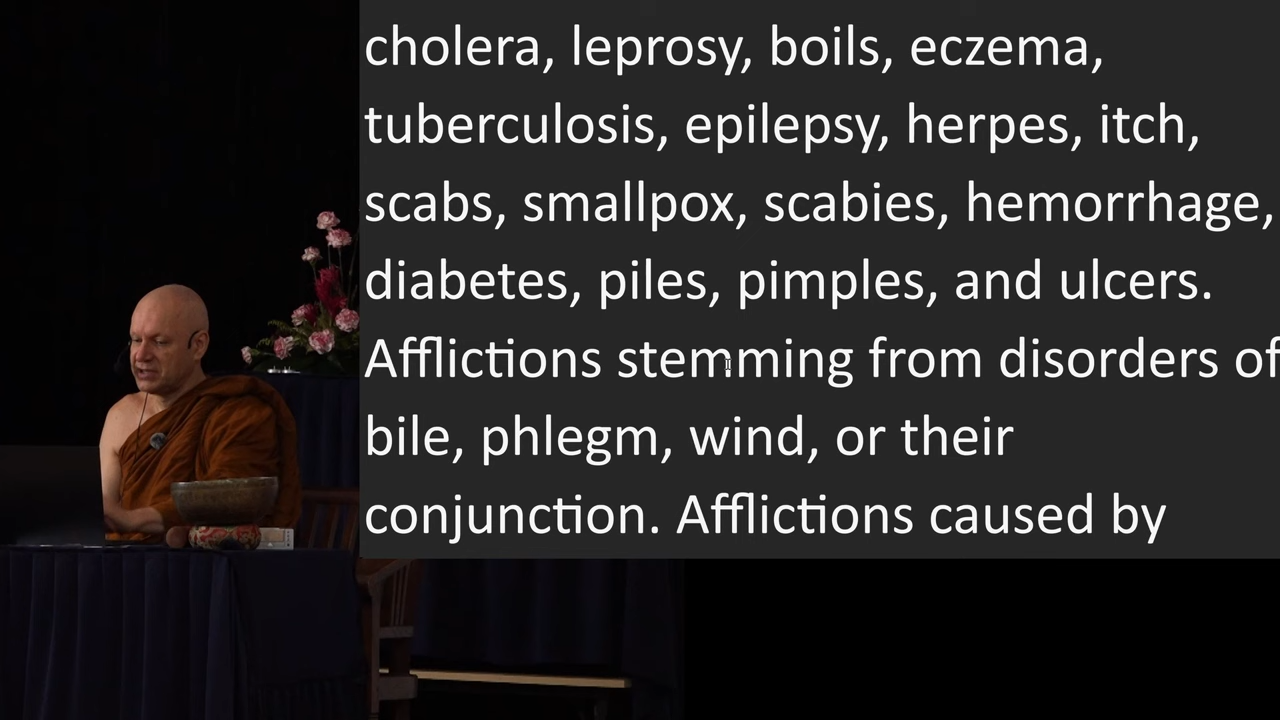 cholera, leprosy, boils, eczema,
tuberculosis, epilepsy, herpes, itch,
scabs, smallpox, scabies, hemorrhage,
diabetes, piles, pimples, and ulcers.
Afflictions stemming from disorders of
bile, phlegm, wind, or their
conjunction. Afflictions caused by